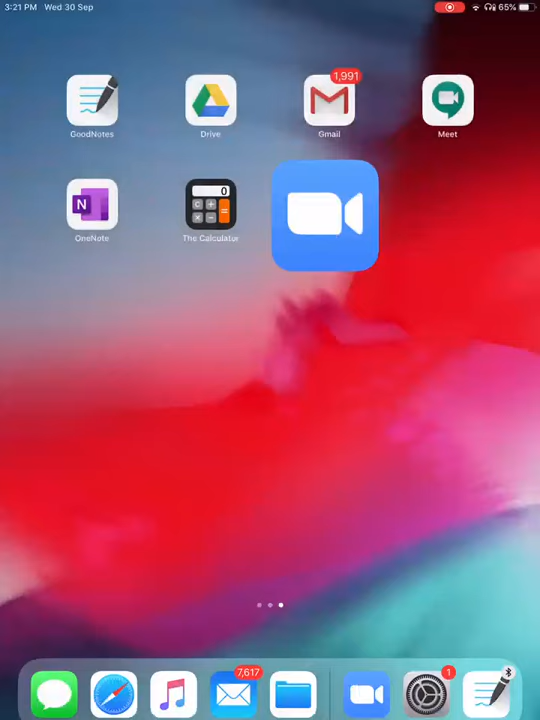 3:21 PM Wed 30 Sep
65%
1,991
GoodNotes
Drive
Gmail
Meet
N
0
OneNote
The Calculator
7,617
1